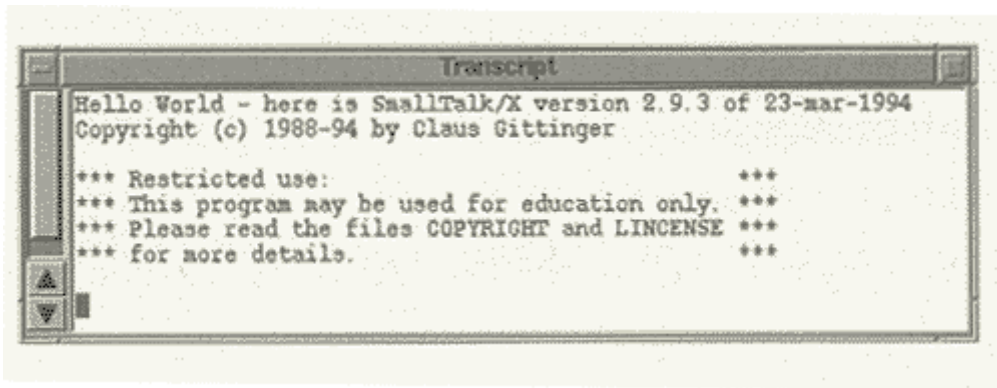 Transcript
Hello World - here is SmallTalk/X version 2.9.3 of 23-mar-1994
Copyright (c) 1988-94 by Claus Gittinger
*** Restricted use: ***
*** This program may be used for education only. ***
*** Please read the files COPYRIGHT and LINCENSE ***
*** for more details. ***